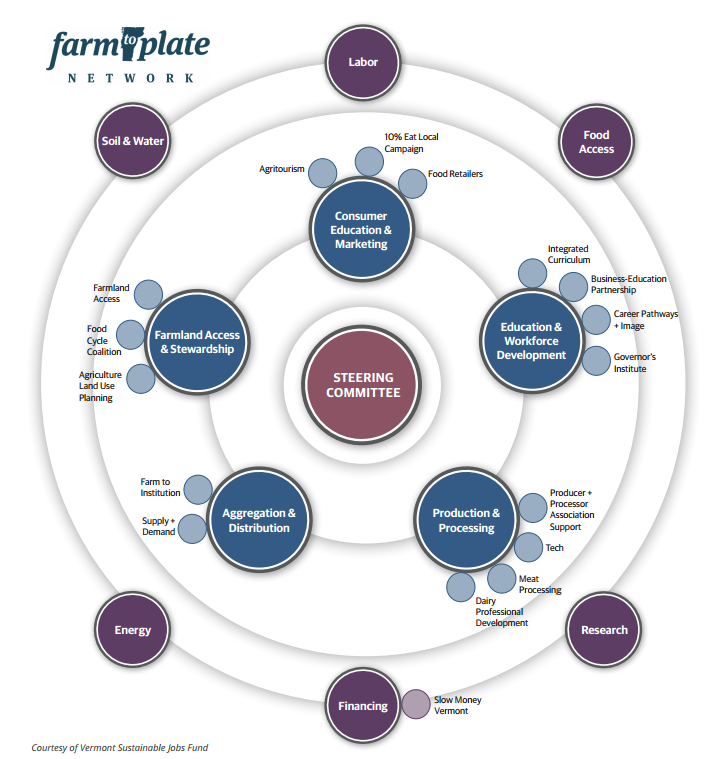 farm to plate
NETWORK
Labor
Soil & Water
Food
Access
10% Eat Local
Campaign
Agritourism
Food Retailers
Consumer
Education &
Marketing
Integrated
Curriculum
Business-Education
Partnership
Career Pathways
+ Image
Governor's
Institute
Education &
Workforce
Development
Farmland
Access
Food
Cycle
Coalition
Agriculture
Land Use
Planning
Farmland Access
& Stewardship
STEERING
COMMITTEE
Farm to
Institution
Supply +
Demand
Aggregation &
Distribution
Production &
Processing
Producer +
Processor
Association
Support
Tech
Meat
Processing
Dairy
Professional
Development
Energy
Research
Financing
Slow Money
Vermont
Courtesy of Vermont Sustainable Jobs Fund